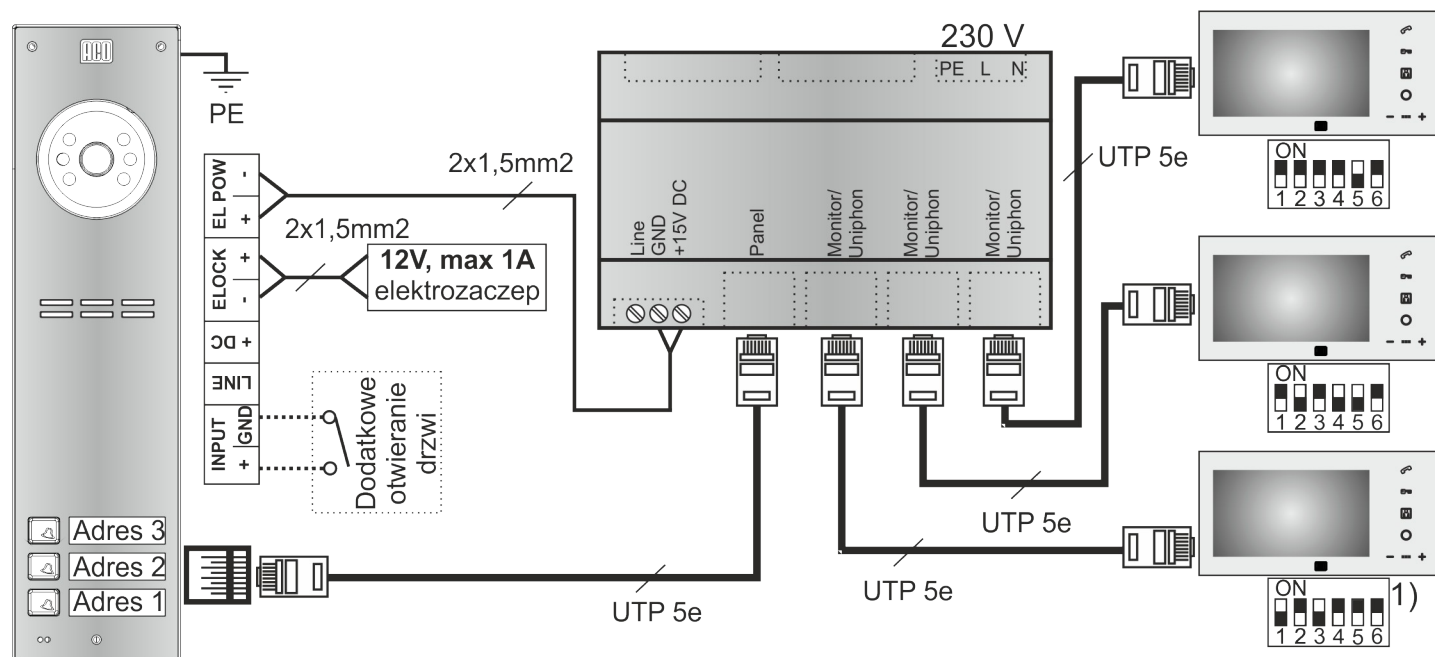 ACO
PE
EL POW
-
+
ELOCK
+
-
DC +
LINE
INPUT
GND
+
2x1,5mm2
2x1,5mm2
12V, max 1A
elektrozaczep
Dodatkowe
otwieranie
drzwi
Adres 3
Adres 2
Adres 1
UTP 5e
230 V
PE L N
Line
GND
+15V DC
Panel
Monitor/
Uniphon
Monitor/
Uniphon
Monitor/
Uniphon
UTP 5e
UTP 5e
UTP 5e
- +
ON
1 2 3 4 5 6
- +
ON
1 2 3 4 5 6
- +
ON
1 2 3 4 5 6
1)